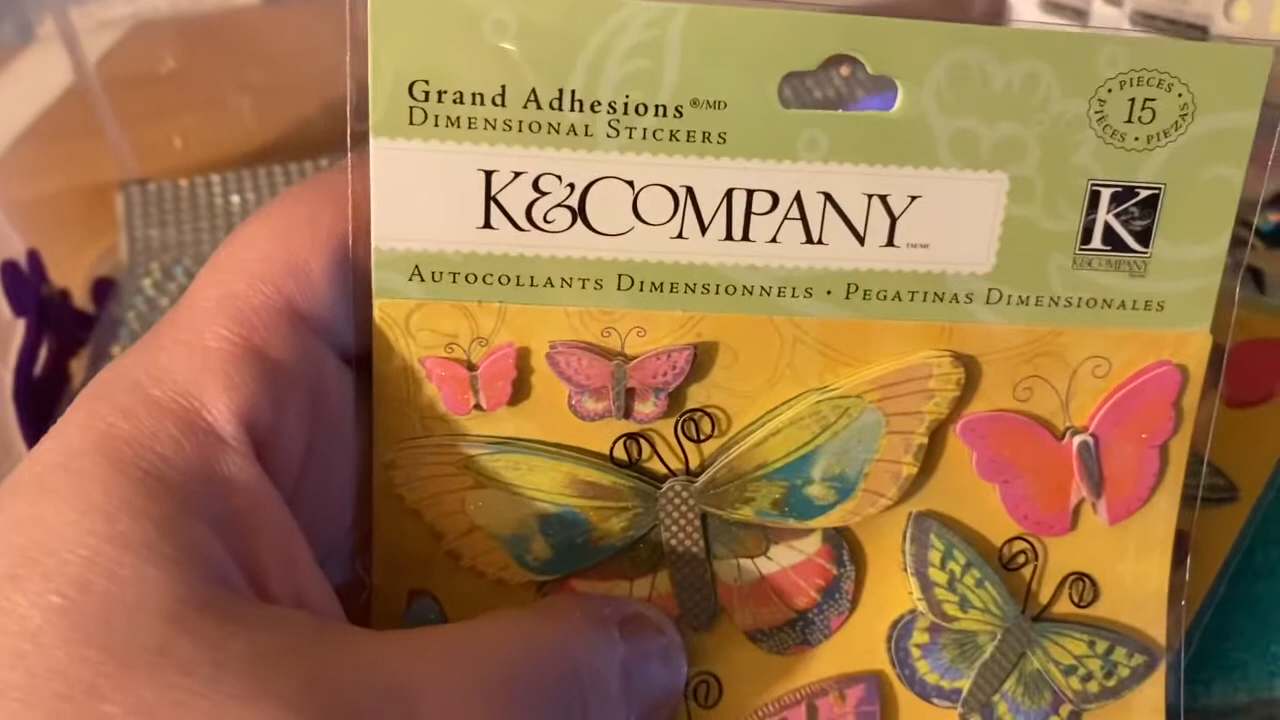 Grand Adhesions®/MD
DIMENSIONAL STICKERS
K&COMPANY
AUTOCOLLANTS DIMENSIONNELS • PEGATINAS DIMENSIONALES
• PIECES •
15
PIÈCES • PIEZAS
K
K&COMPANY